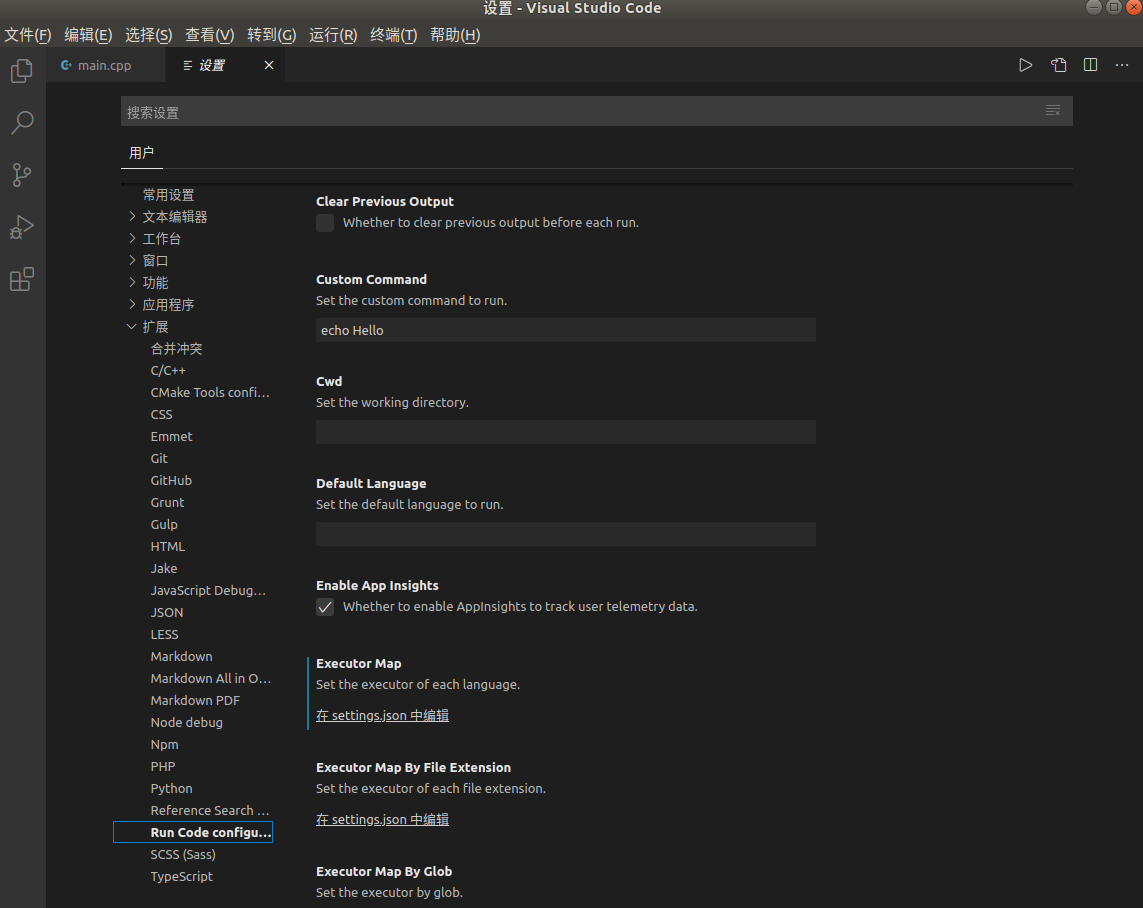 设置 - Visual Studio Code
文件(F) 编辑(E) 选择(S) 查看(V) 转到(G) 运行(R) 终端(T) 帮助(H)
main.cpp
设置
搜索设置
用户
常用设置
文本编辑器
工作台
窗口
功能
应用程序
扩展
合并冲突
C/C++
CMake Tools confi...
CSS
Emmet
Git
GitHub
Grunt
Gulp
HTML
Jake
JavaScript Debug...
JSON
LESS
Markdown
Markdown All in O...
Markdown PDF
Node debug
Npm
PHP
Python
Reference Search ...
Run Code configu...
SCSS (Sass)
TypeScript
Clear Previous Output
Whether to clear previous output before each run.
Custom Command
Set the custom command to run.
echo Hello
Cwd
Set the working directory.
Default Language
Set the default language to run.
Enable App Insights
Whether to enable AppInsights to track user telemetry data.
Executor Map
Set the executor of each language.
在 settings.json 中编辑
Executor Map By File Extension
Set the executor of each file extension.
在 settings.json 中编辑
Executor Map By Glob
Set the executor by glob.